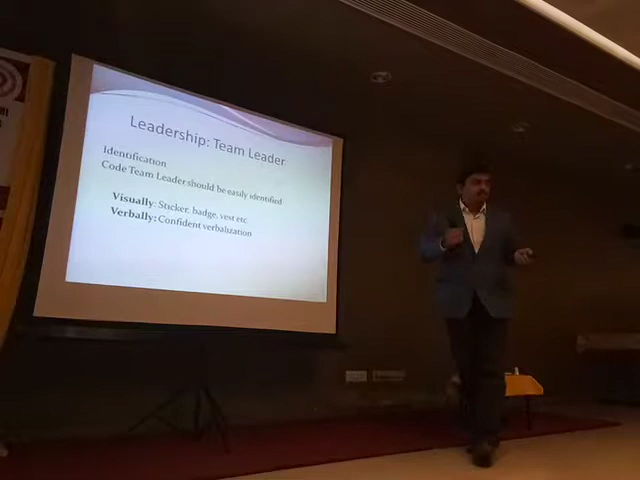 Leadership: Team Leader
Identification
Code Team Leader should be easily identified
Visually: Sticker, badge, vest etc
Verbally: Confident verbalization